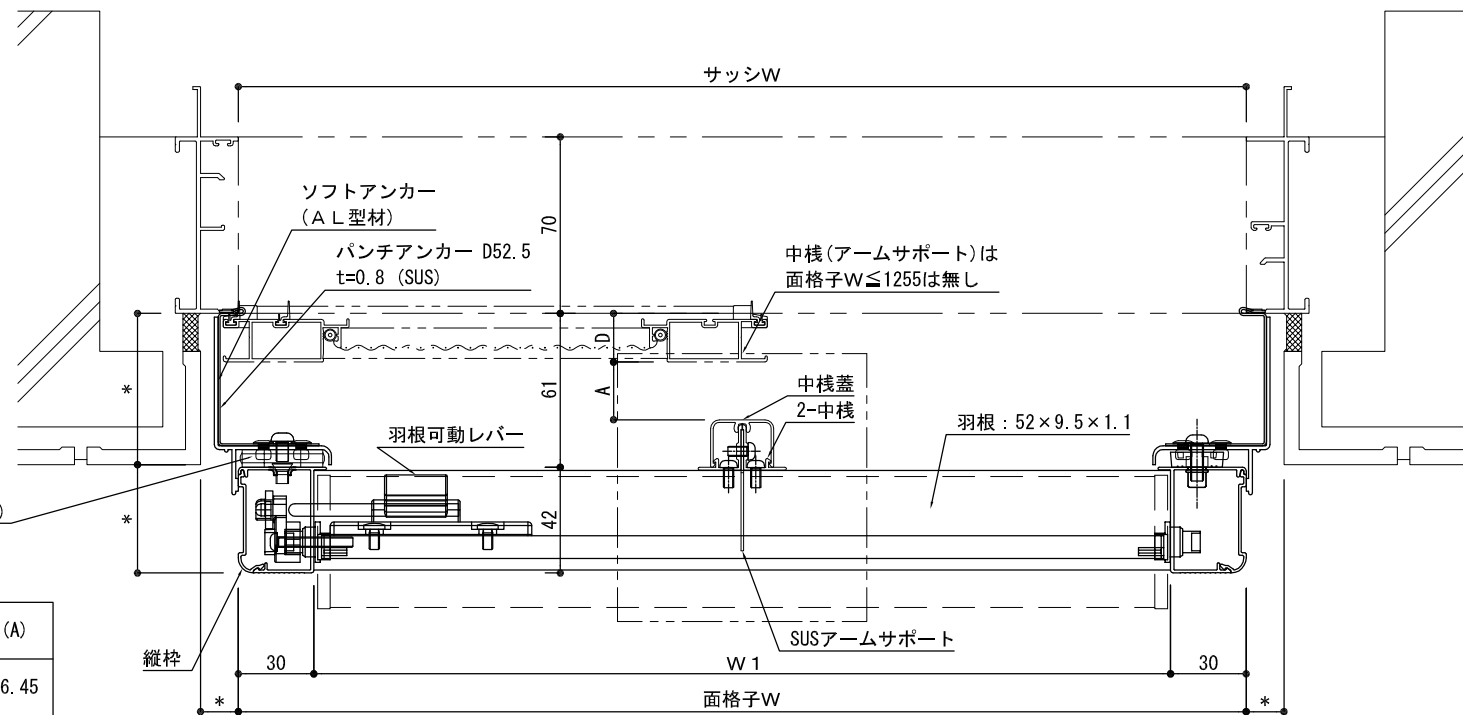 サッシW
ソフトアンカー
(AL型材)
70
パンチアンカー D52.5
t=0.8 (SUS)
中桟(アームサポート)は
面格子W≦1255は無し
D
*
61
A
中桟蓋
2-中桟
羽根可動レバー
羽根：52×9.5×1.1
)
*
42
(A)
6.45
縦枠
SUSアームサポート
30
W1
30
*
面格子W
*